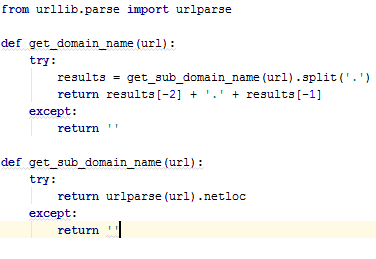 from urllib.parse import urlparse
def get_domain_name(url):
    try:
        results = get_sub_domain_name(url).split('.')
        return results[-2] + '.' + results[-1]
    except:
        return ''
def get_sub_domain_name(url):
    try:
        return urlparse(url).netloc
    except:
        return ''